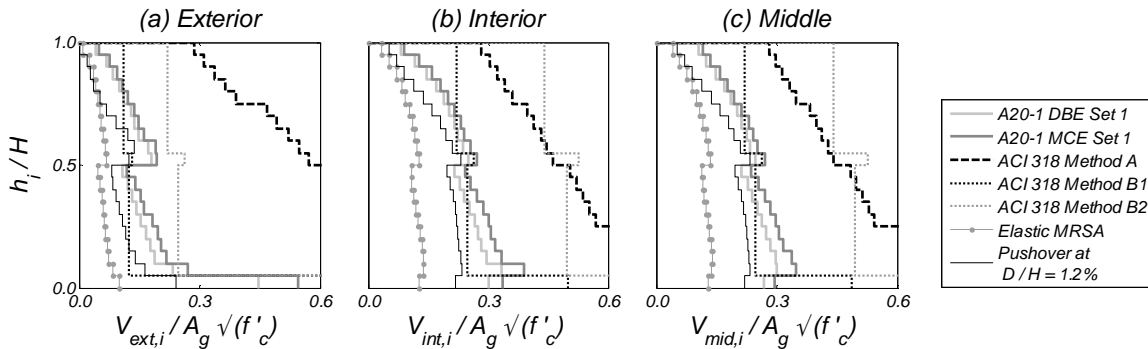 (a) Exterior
(b) Interior
(c) Middle
1.0
0.5
0.0
h_i / H
0.0 0.3 0.6
0.0 0.3 0.6
0.0 0.3 0.6
V_ext,i / A_g √(f'_c)
V_int,i / A_g √(f'_c)
V_mid,i / A_g √(f'_c)
A20-1 DBE Set 1
A20-1 MCE Set 1
ACI 318 Method A
ACI 318 Method B1
ACI 318 Method B2
Elastic MRSA
Pushover at
D / H = 1.2%